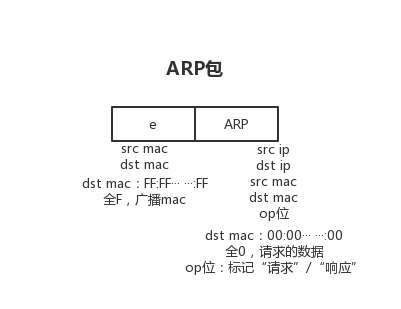 ARP包
e
ARP
src mac
dst mac
dst mac：FF:FF··· ···:FF
全F，广播mac
src ip
dst ip
src mac
dst mac
op位
dst mac：00:00··· ···:00
全0，请求的数据
op位：标记“请求”/“响应”